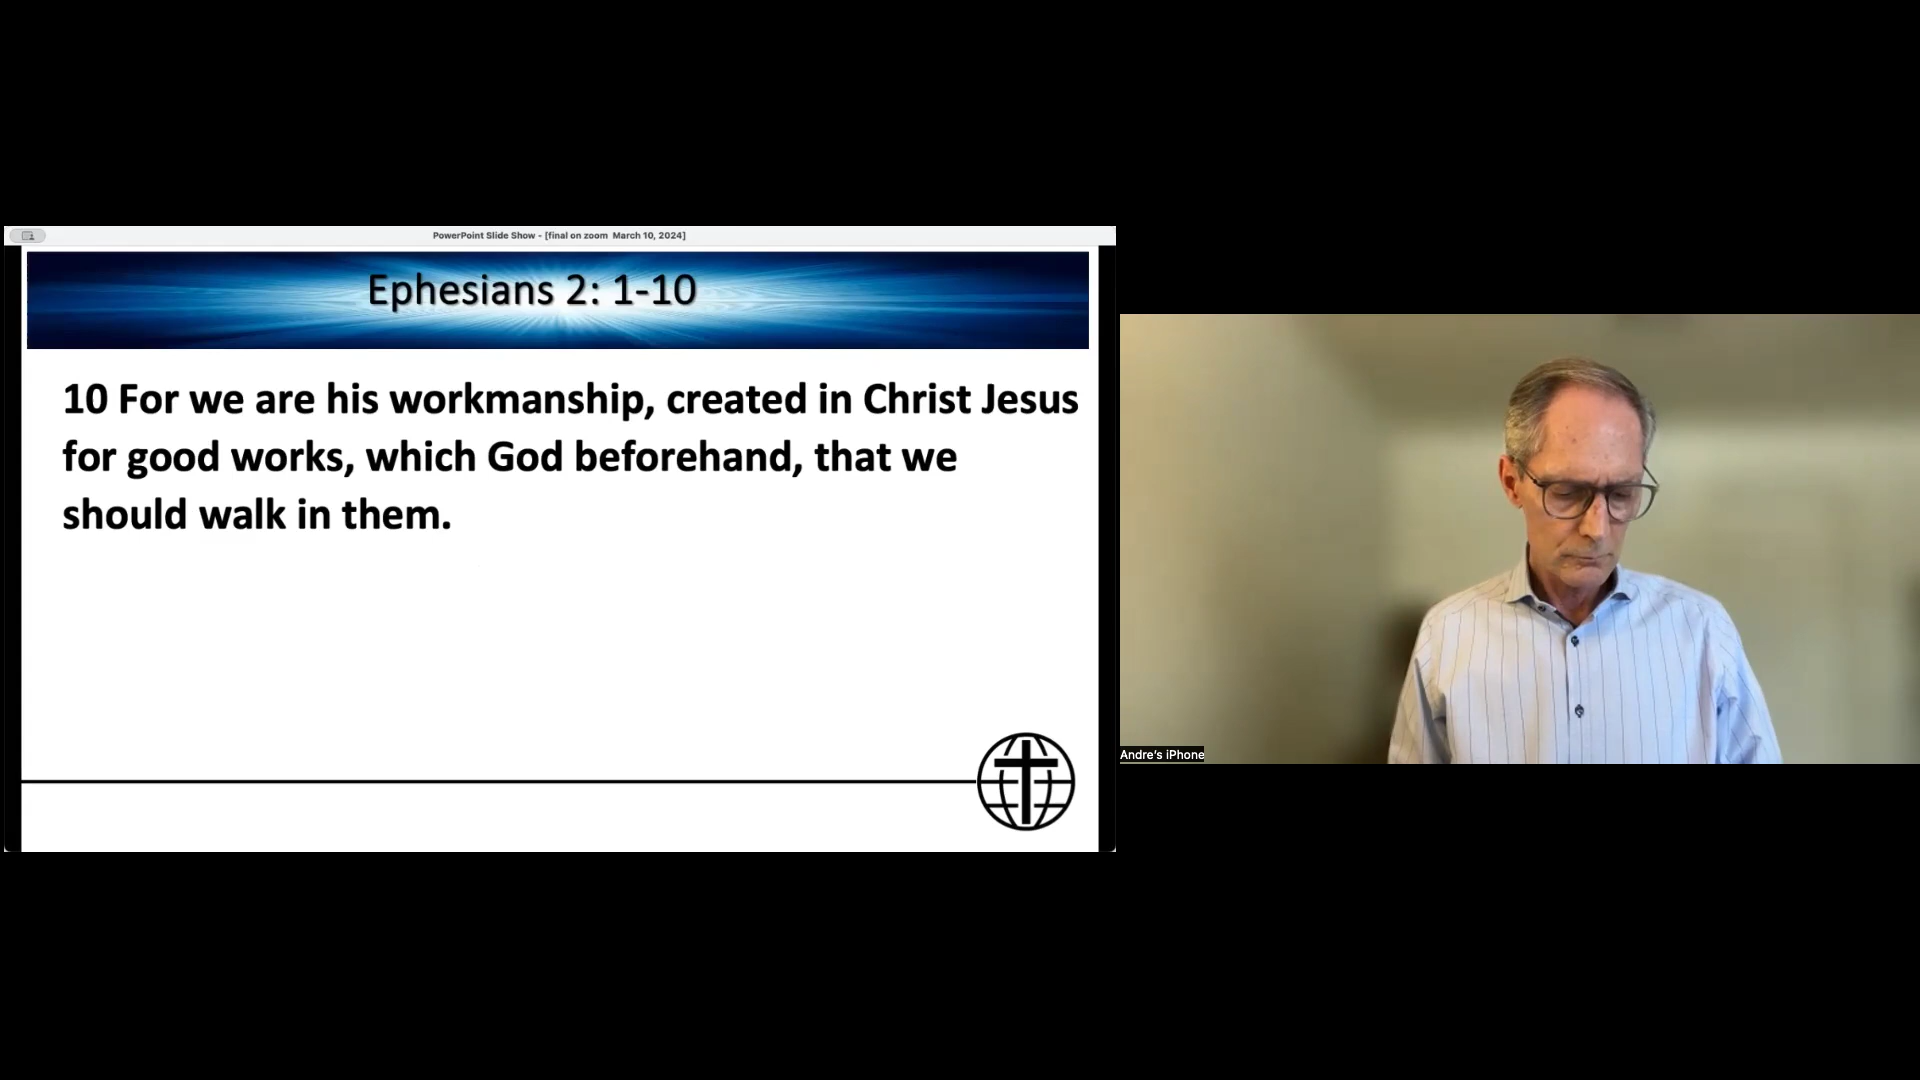 PowerPoint Slide Show - [final on zoom  March 10, 2024]
Ephesians 2: 1-10
10 For we are his workmanship, created in Christ Jesus
for good works, which God beforehand, that we
should walk in them.
Andre's iPhone